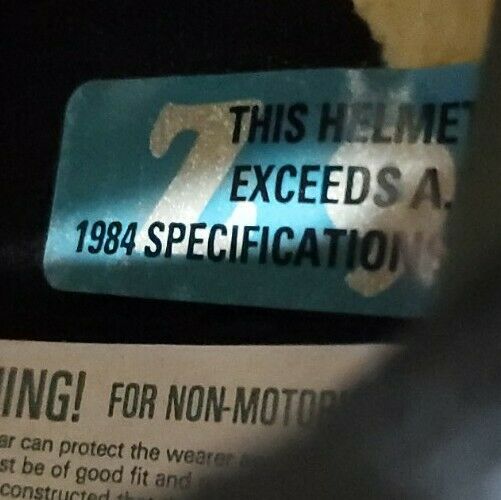 THIS HELMET
EXCEEDS A.
1984 SPECIFICATIONS
ING! FOR NON-MOTOR
ar can protect the wearer
st be of good fit and
constructed